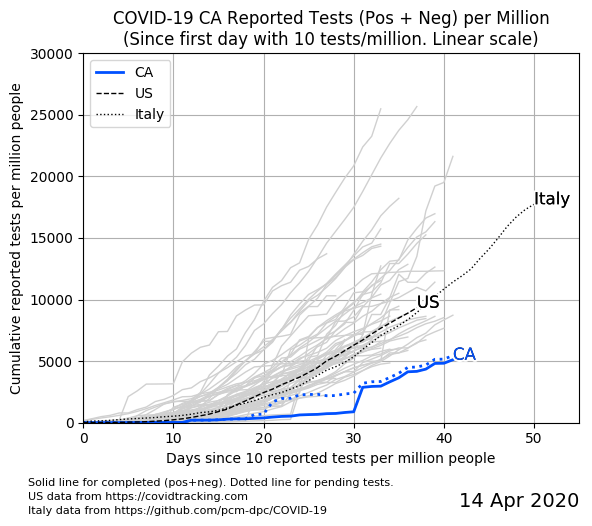 COVID-19 CA Reported Tests (Pos + Neg) per Million
(Since first day with 10 tests/million. Linear scale)
Cumulative reported tests per million people
30000
25000
20000
15000
10000
5000
0
CA
US
Italy
Italy
US
CA
0 10 20 30 40 50
Days since 10 reported tests per million people
Solid line for completed (pos+neg). Dotted line for pending tests.
US data from https://covidtracking.com
Italy data from https://github.com/pcm-dpc/COVID-19
14 Apr 2020